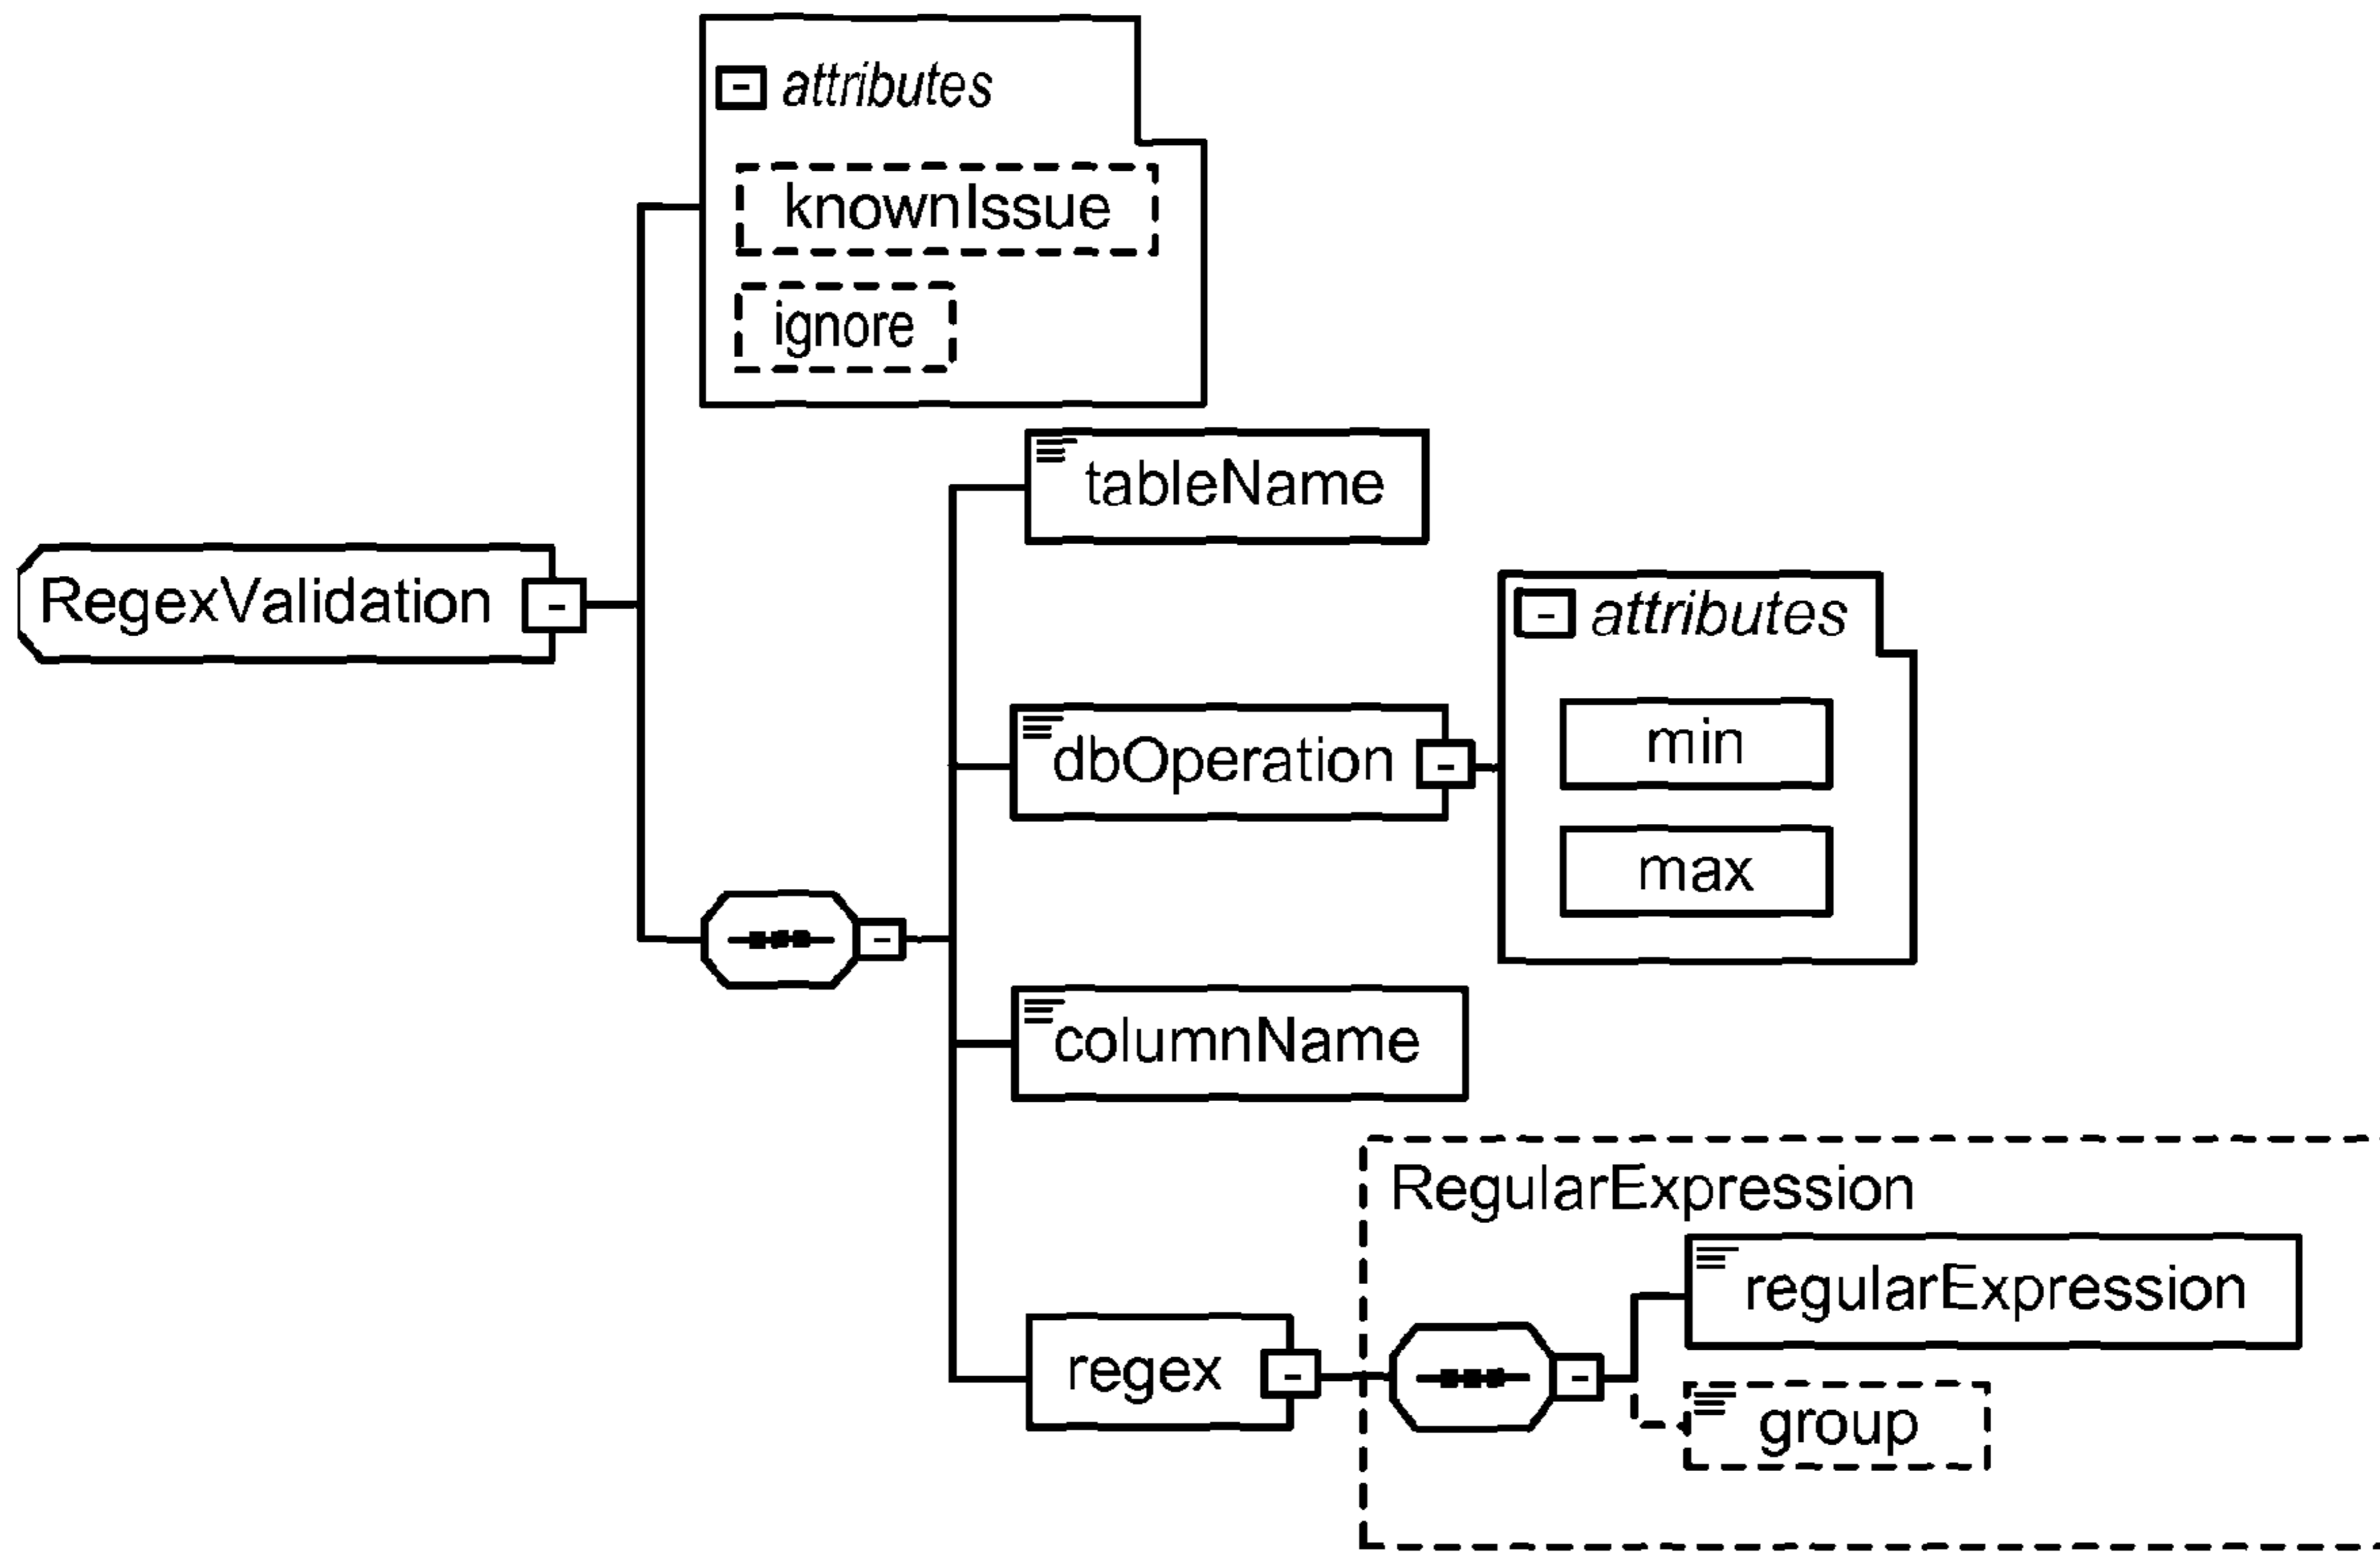 attributes
knownIssue
ignore
tableName
RegexValidation
attributes
dbOperation
min
max
columnName
RegularExpression
regularExpression
regex
group